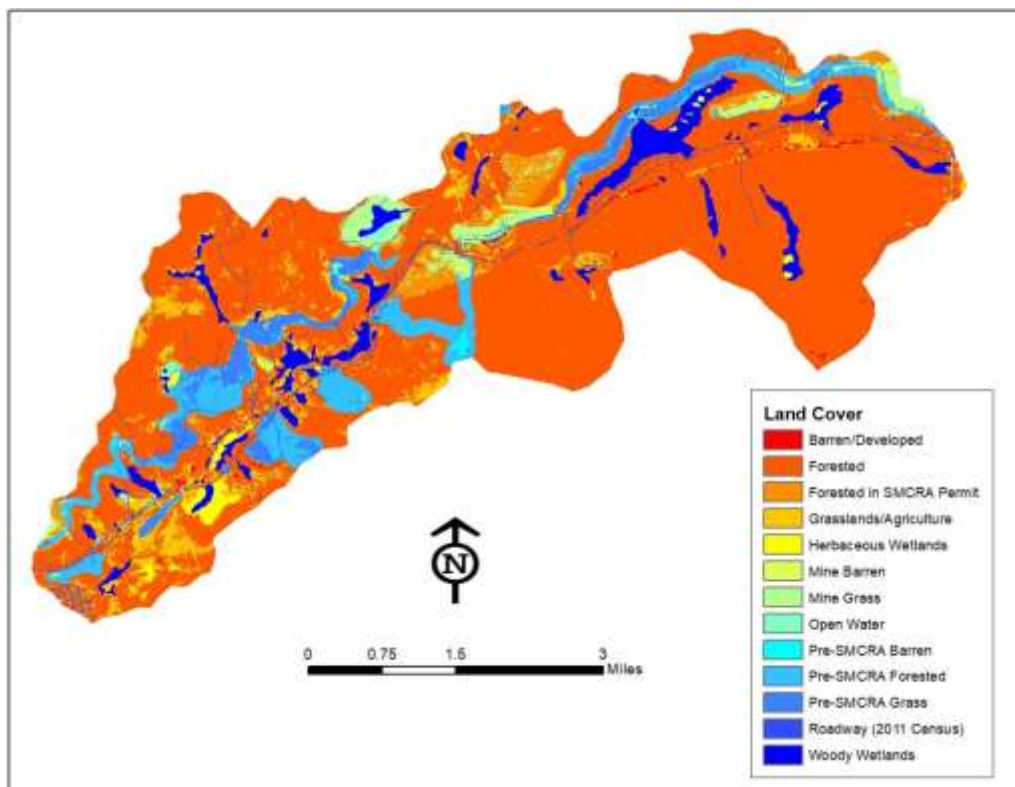 N
0 0.75 1.5 3
Miles
Land Cover
Barren/Developed
Forested
Forested in SMCRA Permit
Grasslands/Agriculture
Herbaceous Wetlands
Mine Barren
Mine Grass
Open Water
Pre-SMCRA Barren
Pre-SMCRA Forested
Pre-SMCRA Grass
Roadway (2011 Census)
Woody Wetlands